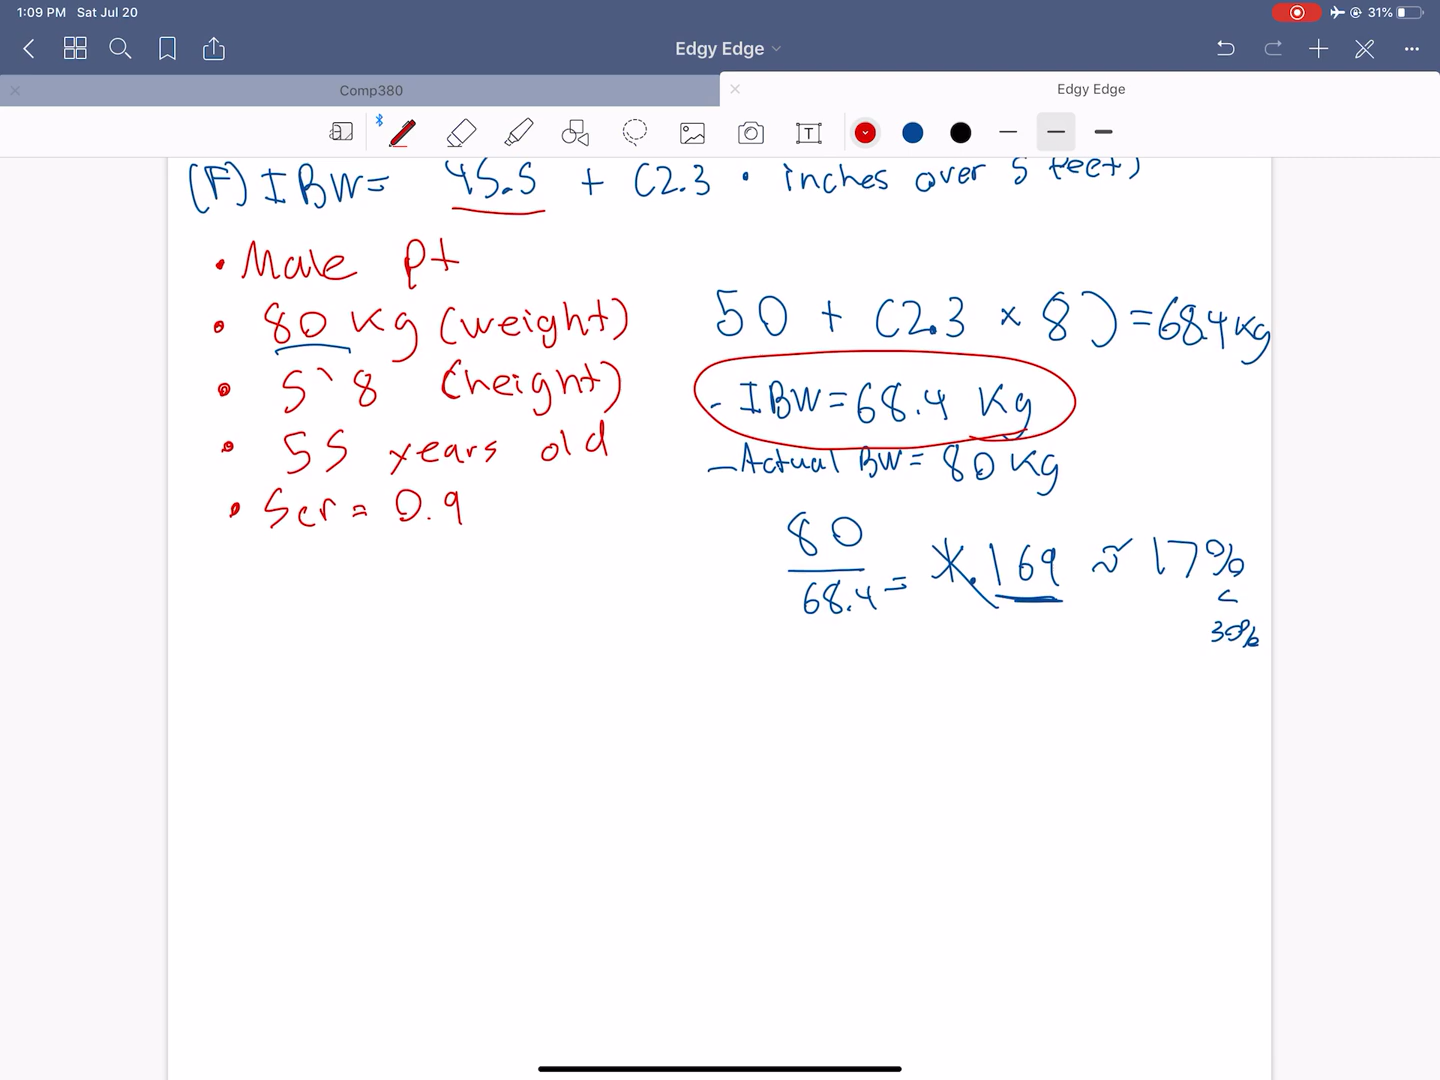 1:09 PM Sat Jul 20
31%
Edgy Edge
Comp380
Edgy Edge
T
(F) IBW= 45.5 + (2.3 • inches over 5 feet)
• Male pt
• 80 kg (weight)
• 5`8 (height)
• 55 years old
• Scr = 0.9
50 + (2.3 × 8) = 68.4 kg
- IBW = 68.4 Kg
- Actual BW = 80 kg
80
68.4 = .169 ≈ 17%
<
30%